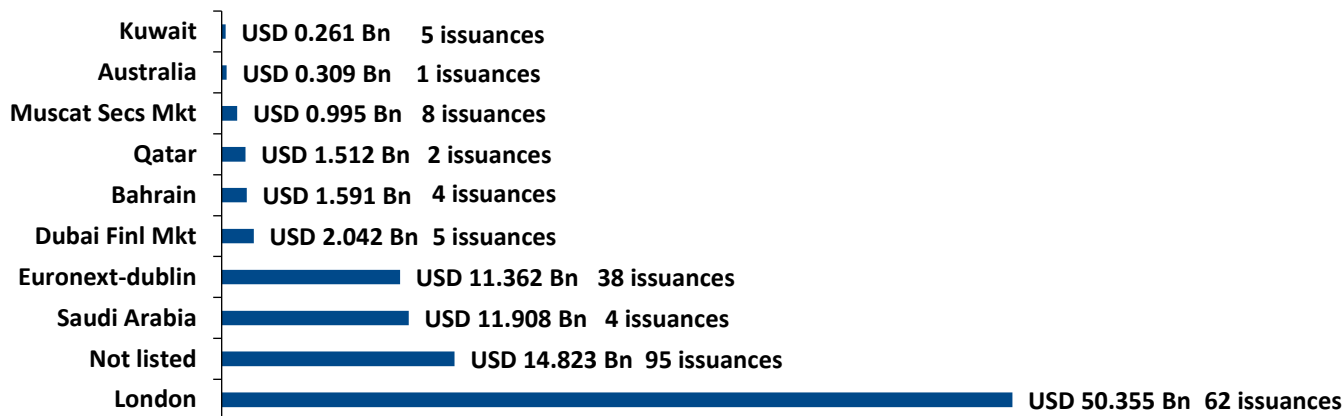 Kuwait USD 0.261 Bn 5 issuances
Australia USD 0.309 Bn 1 issuances
Muscat Secs Mkt USD 0.995 Bn 8 issuances
Qatar USD 1.512 Bn 2 issuances
Bahrain USD 1.591 Bn 4 issuances
Dubai Finl Mkt USD 2.042 Bn 5 issuances
Euronext-dublin USD 11.362 Bn 38 issuances
Saudi Arabia USD 11.908 Bn 4 issuances
Not listed USD 14.823 Bn 95 issuances
London USD 50.355 Bn 62 issuances